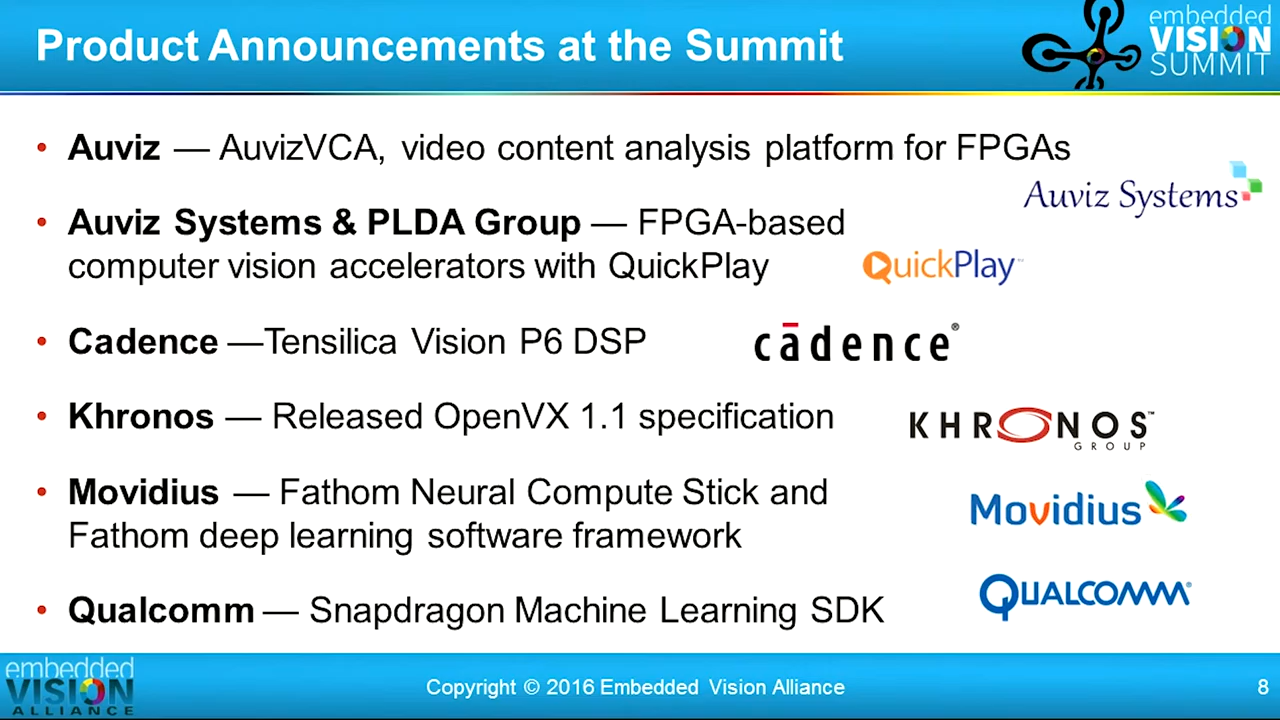 Product Announcements at the Summit
embedded
VISION
SUMMIT
• Auviz — AuvizVCA, video content analysis platform for FPGAs
Auviz Systems
• Auviz Systems & PLDA Group — FPGA-based
computer vision accelerators with QuickPlay
QuickPlay™
• Cadence —Tensilica Vision P6 DSP
cādence®
• Khronos — Released OpenVX 1.1 specification
KHRONOS™
GROUP
• Movidius — Fathom Neural Compute Stick and
Fathom deep learning software framework
Movidius
• Qualcomm — Snapdragon Machine Learning SDK
QUALCOMM®
embedded
VISION
ALLIANCE
Copyright © 2016 Embedded Vision Alliance
8